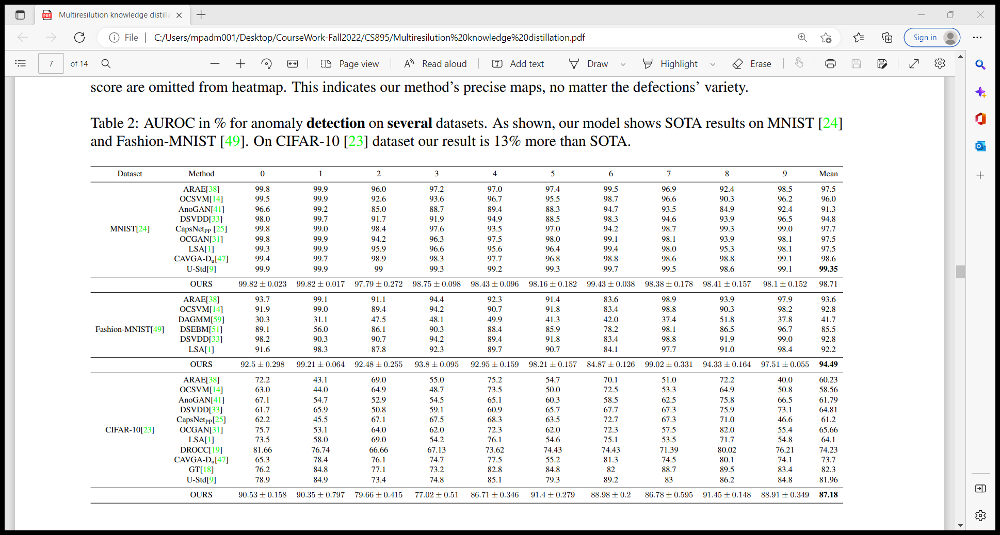 Multiresilution knowledge distilla
File
C:/Users/mpadm001/Desktop/CourseWork-Fall2022/CS895/Multiresilution%20knowledge%20distillation.pdf
Sign in
7 of 14
Page view
Read aloud
Add text
Draw
Highlight
Erase
score are omitted from heatmap. This indicates our method's precise maps, no matter the defections' variety.
Table 2: AUROC in % for anomaly detection on several datasets. As shown, our model shows SOTA results on MNIST [24]
and Fashion-MNIST [49]. On CIFAR-10 [23] dataset our result is 13% more than SOTA.
Dataset Method 0 1 2 3 4 5 6 7 8 9 Mean
ARAE[38] 99.8 99.9 96.0 97.2 97.0 97.4 99.5 96.9 92.4 98.5 97.5
OCSVM[14] 99.5 99.9 92.6 93.6 96.7 95.5 98.7 96.6 90.3 96.2 96.0
AnoGAN[41] 96.6 99.2 85.0 88.7 89.4 88.3 94.7 93.5 84.9 92.4 91.3
DSVDD[33] 98.0 99.7 91.7 91.9 94.9 88.5 98.3 94.6 93.9 96.5 94.8
MNIST[24] CapsNetPP [25] 99.8 99.0 98.4 97.6 93.5 97.0 94.2 98.7 99.3 99.0 97.7
OCGAN[31] 99.8 99.9 94.2 96.3 97.5 98.0 99.1 98.1 93.9 98.1 97.5
LSA[1] 99.3 99.9 95.9 96.6 95.6 96.4 99.4 98.0 95.3 98.1 97.5
CAVGA-Du[47] 99.4 99.7 98.9 98.3 97.7 96.8 98.8 98.6 98.8 99.1 98.6
U-Std[9] 99.9 99.9 99 99.3 99.2 99.3 99.7 99.5 98.6 99.1 99.35
OURS 99.82 ± 0.023 99.82 ± 0.017 97.79 ± 0.272 98.75 ± 0.098 98.43 ± 0.096 98.16 ± 0.182 99.43 ± 0.038 98.38 ± 0.178 98.41 ± 0.157 98.1 ± 0.152 98.71
ARAE[38] 93.7 99.1 91.1 94.4 92.3 91.4 83.6 98.9 93.9 97.9 93.6
OCSVM[14] 91.9 99.0 89.4 94.2 90.7 91.8 83.4 98.8 90.3 98.2 92.8
DAGMM[59] 30.3 31.1 47.5 48.1 49.9 41.3 42.0 37.4 51.8 37.8 41.7
Fashion-MNIST[49] DSEBM[51] 89.1 56.0 86.1 90.3 88.4 85.9 78.2 98.1 86.5 96.7 85.5
DSVDD[33] 98.2 90.3 90.7 94.2 89.4 91.8 83.4 98.8 91.9 99.0 92.8
LSA[1] 91.6 98.3 87.8 92.3 89.7 90.7 84.1 97.7 91.0 98.4 92.2
OURS 92.5 ± 0.298 99.21 ± 0.064 92.48 ± 0.255 93.8 ± 0.095 92.95 ± 0.159 98.21 ± 0.157 84.87 ± 0.126 99.02 ± 0.331 94.33 ± 0.164 97.51 ± 0.055 94.49
ARAE[38] 72.2 43.1 69.0 55.0 75.2 54.7 70.1 51.0 72.2 40.0 60.23
OCSVM[14] 63.0 44.0 64.9 48.7 73.5 50.0 72.5 53.3 64.9 50.8 58.56
AnoGAN[41] 67.1 54.7 52.9 54.5 65.1 60.3 58.5 62.5 75.8 66.5 61.79
DSVDD[33] 61.7 65.9 50.8 59.1 60.9 65.7 67.7 67.3 75.9 73.1 64.81
CapsNetPP[25] 62.2 45.5 67.1 67.5 68.3 63.5 72.7 67.3 71.0 46.6 61.2
CIFAR-10[23] OCGAN[31] 75.7 53.1 64.0 62.0 72.3 62.0 72.3 57.5 82.0 55.4 65.66
LSA[1] 73.5 58.0 69.0 54.2 76.1 54.6 75.1 53.5 71.7 54.8 64.1
DROCC[19] 81.66 76.74 66.66 67.13 73.62 74.43 74.43 71.39 80.02 76.21 74.23
CAVGA-Du[47] 65.3 78.4 76.1 74.7 77.5 55.2 81.3 74.5 80.1 74.1 73.7
GT[18] 76.2 84.8 77.1 73.2 82.8 84.8 82 88.7 89.5 83.4 82.3
U-Std[9] 78.9 84.9 73.4 74.8 85.1 79.3 89.2 83 86.2 84.8 81.96
OURS 90.53 ± 0.158 90.35 ± 0.797 79.66 ± 0.415 77.02 ± 0.51 86.71 ± 0.346 91.4 ± 0.279 88.98 ± 0.2 86.78 ± 0.595 91.45 ± 0.148 88.91 ± 0.349 87.18